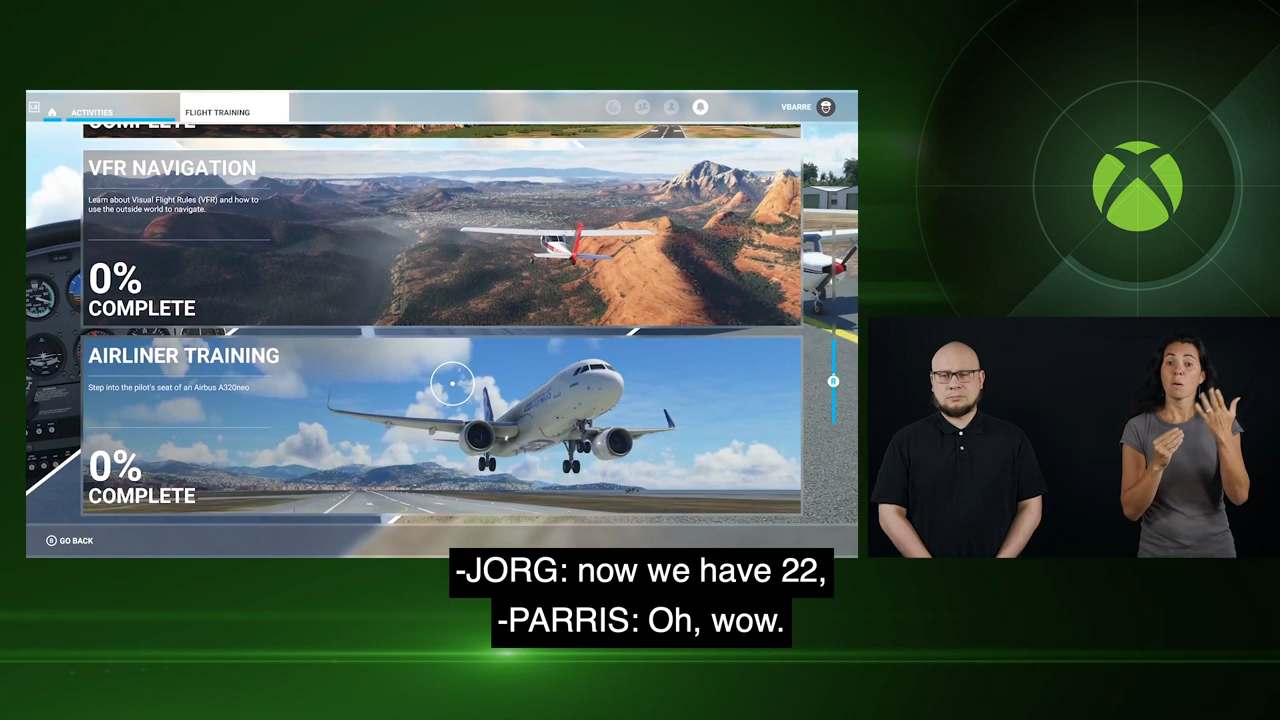 LB
ACTIVITIES
FLIGHT TRAINING
VBARRE
COMPLETE
VFR NAVIGATION
Learn about Visual Flight Rules (VFR) and how to
use the outside world to navigate.
0%
COMPLETE
AIRLINER TRAINING
Step into the pilot's seat of an Airbus A320neo
0%
COMPLETE
R
B GO BACK
-JORG: now we have 22,
-PARRIS: Oh, wow.